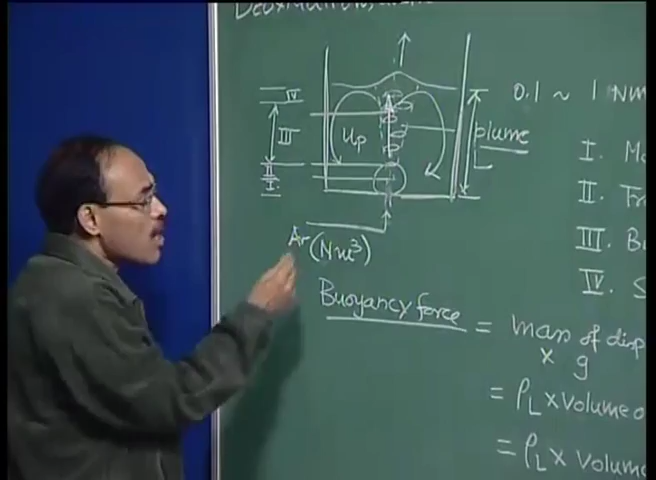 IV
III
II
I
Up
plume
L
Ar (Nm³)
0.1 ~ 1 Nm
I.
II.
III.
IV.
Buoyancy force = mass of disp
x g
= ρL x Volume o
= ρL x Volume